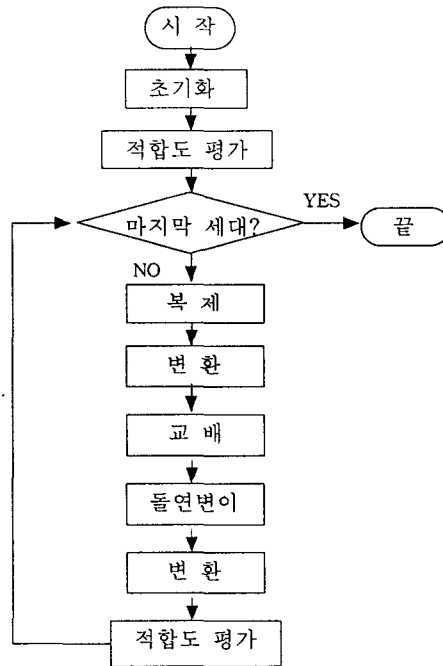 시 작
초기화
적합도 평가
마지막 세대?
YES
끝
NO
복 제
변 환
교 배
돌연변이
변 환
적합도 평가